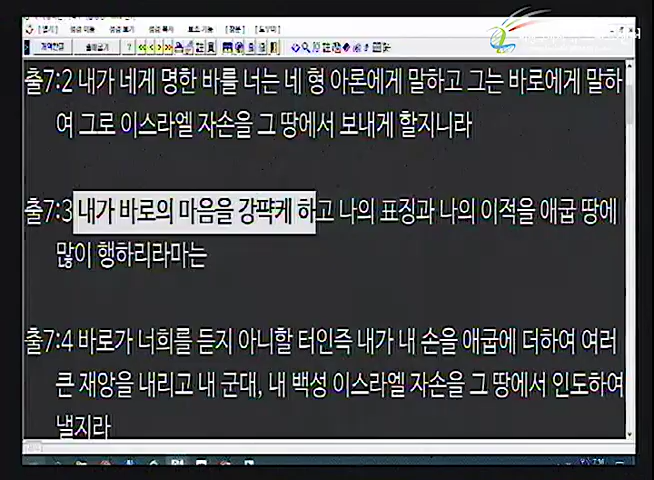 출7:2 내가 네게 명한 바를 너는 네 형 아론에게 말하고 그는 바로에게 말하
여 그로 이스라엘 자손을 그 땅에서 보내게 할지니라
출7:3 내가 바로의 마음을 강퍅케 하고 나의 표징과 나의 이적을 애굽 땅에
많이 행하리라마는
출7:4 바로가 너희를 듣지 아니할 터인즉 내가 내 손을 애굽에 더하여 여러
큰 재앙을 내리고 내 군대, 내 백성 이스라엘 자손을 그 땅에서 인도하여
낼지라